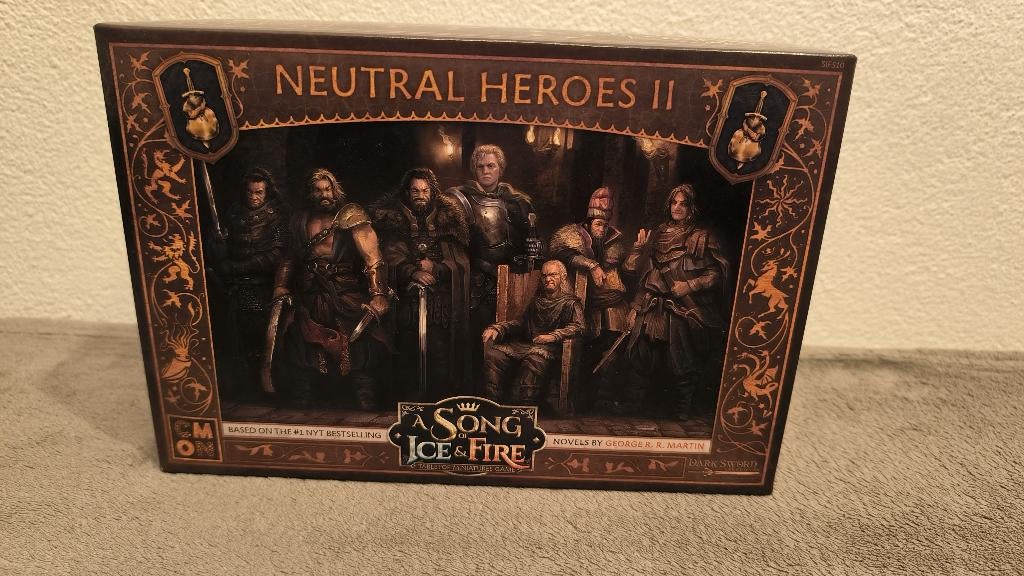 SIF510
NEUTRAL HEROES II
CMON
BASED ON THE #1 NYT BESTSELLING
A SONG
OF
ICE & FIRE
TABLETOP MINIATURES GAME
NOVELS BY GEORGE R. R. MARTIN
DARK SWORD